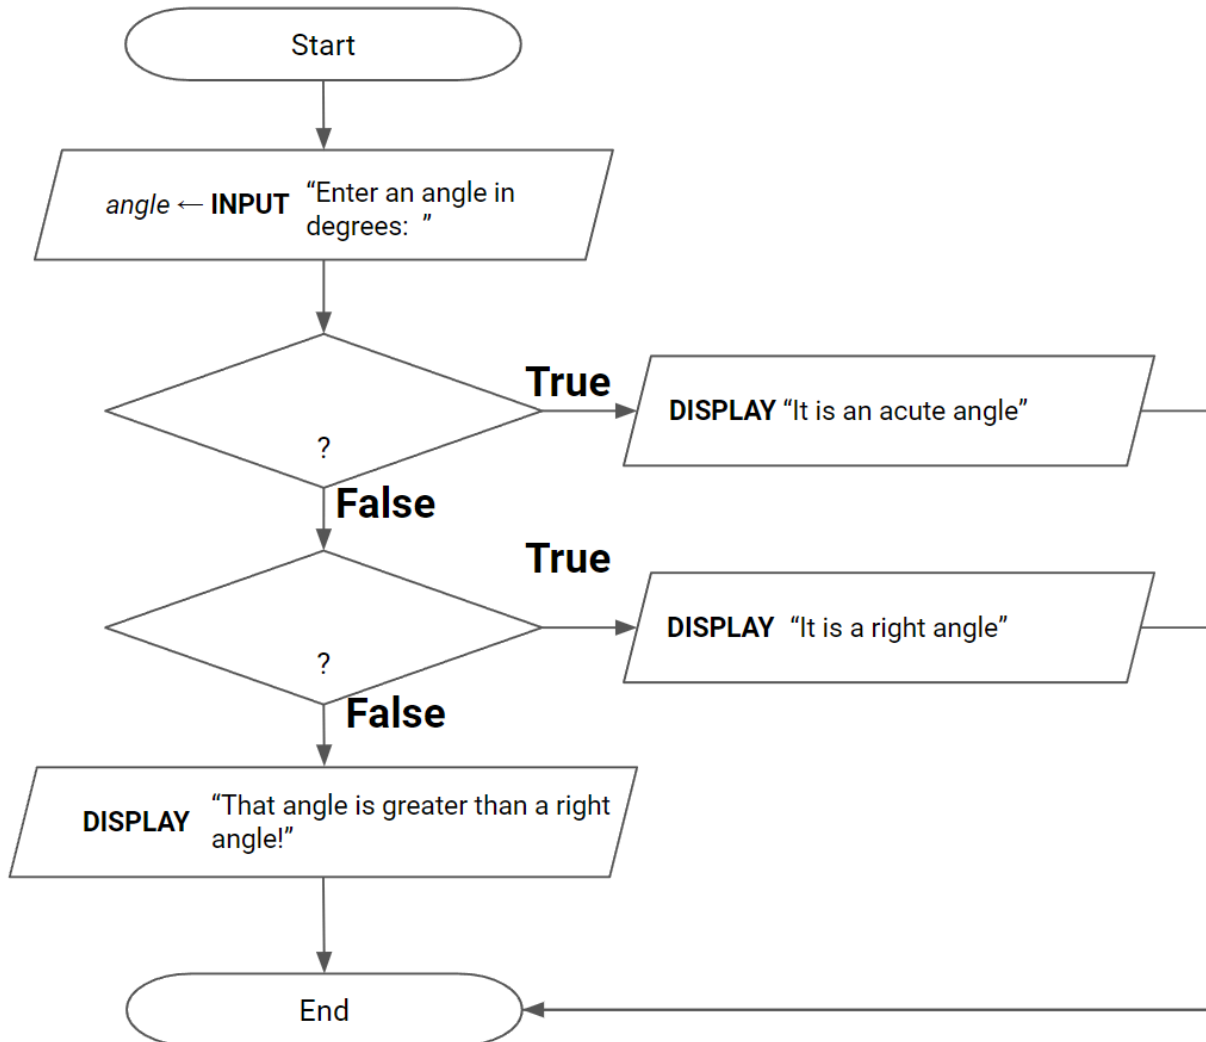 Start
angle ← INPUT “Enter an angle in
degrees:  ”
True
DISPLAY “It is an acute angle”
?
False
True
DISPLAY “It is a right angle”
?
False
DISPLAY “That angle is greater than a right
angle!”
End